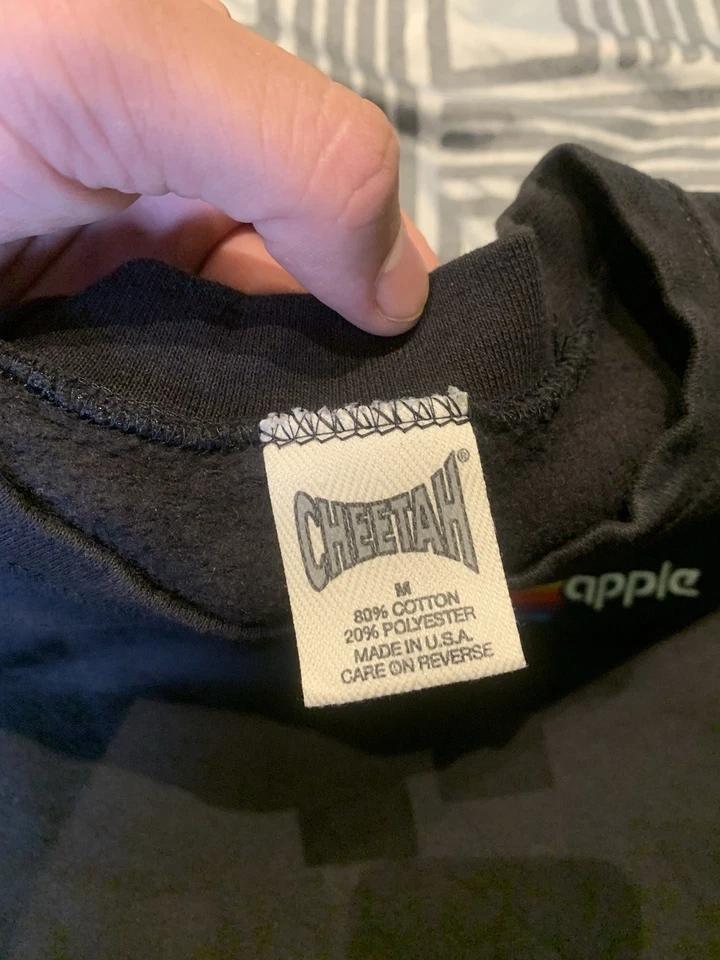 CHEETAH®
M
80% COTTON
20% POLYESTER
MADE IN U.S.A.
CARE ON REVERSE
apple